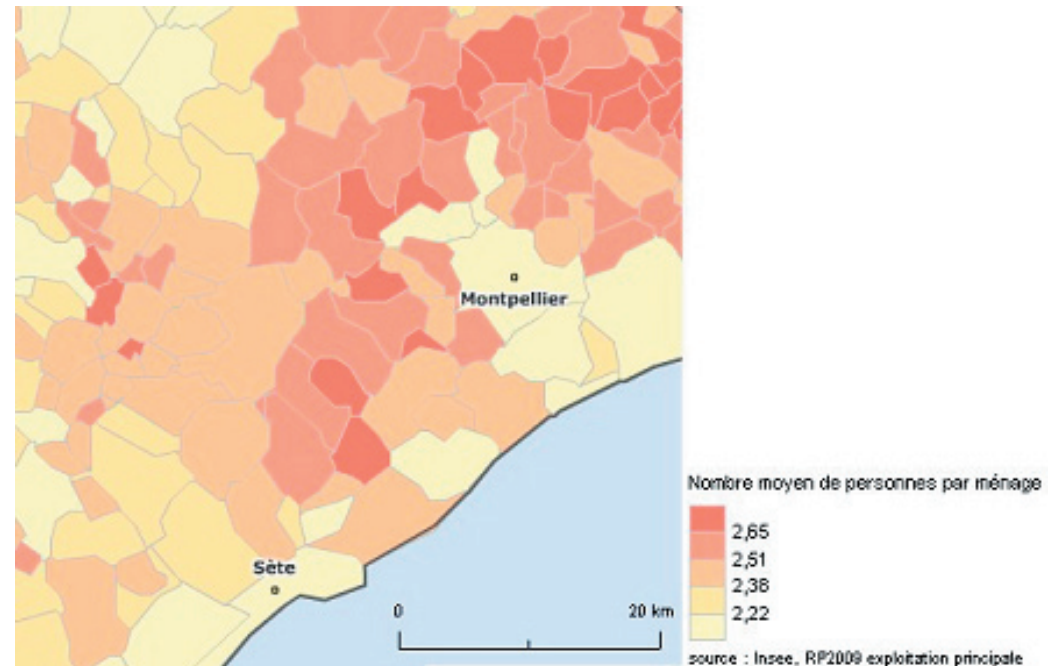 Montpellier
Sète
0 20 km
Nombre moyen de personnes par ménage
2,65
2,51
2,38
2,22
source : Insee, RP2009 exploitation principale